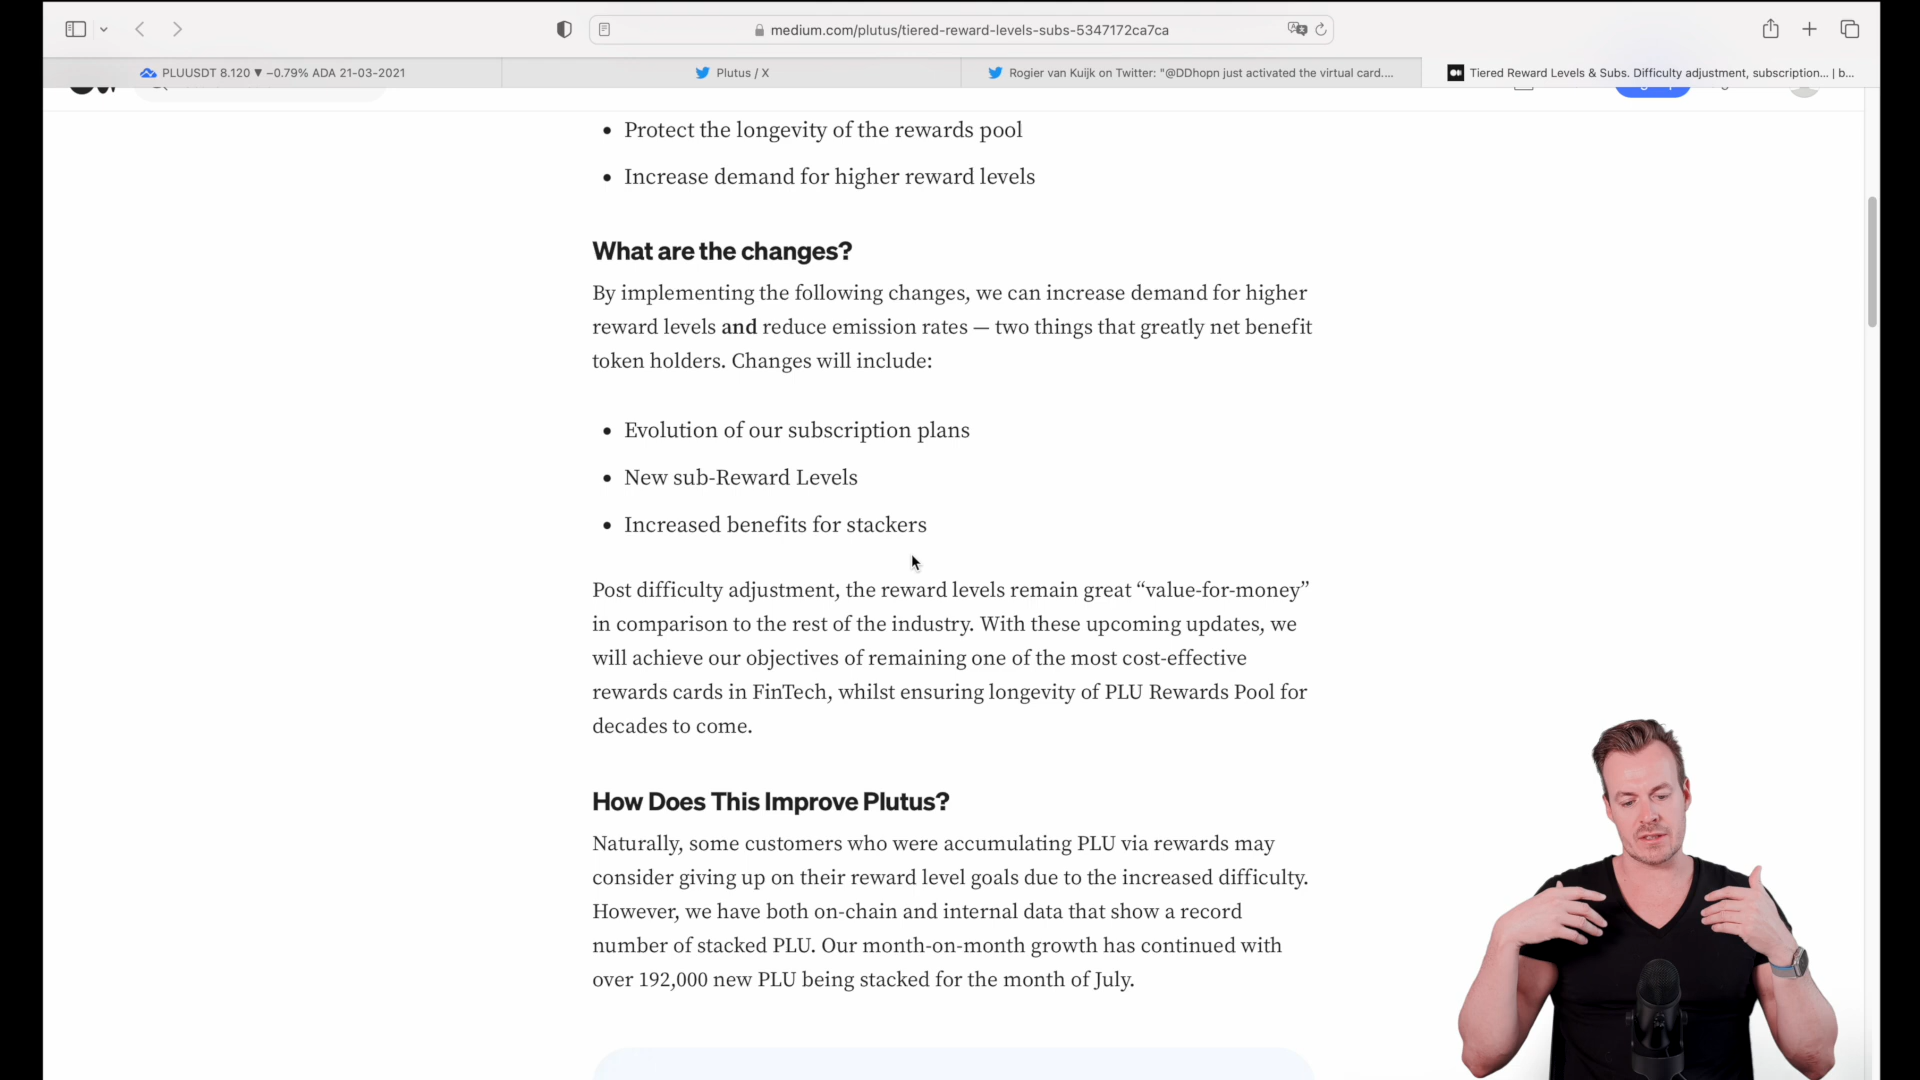 medium.com/plutus/tiered-reward-levels-subs-5347172ca7ca
PLUUSDT 8.120 ▼ −0.79% ADA 21-03-2021
Plutus / X
Rogier van Kuijk on Twitter: "@DDhopn just activated the virtual card....
Tiered Reward Levels & Subs. Difficulty adjustment, subscription... | b...
• Protect the longevity of the rewards pool
• Increase demand for higher reward levels
What are the changes?
By implementing the following changes, we can increase demand for higher
reward levels and reduce emission rates — two things that greatly net benefit
token holders. Changes will include:
• Evolution of our subscription plans
• New sub-Reward Levels
• Increased benefits for stackers
Post difficulty adjustment, the reward levels remain great “value-for-money”
in comparison to the rest of the industry. With these upcoming updates, we
will achieve our objectives of remaining one of the most cost-effective
rewards cards in FinTech, whilst ensuring longevity of PLU Rewards Pool for
decades to come.
How Does This Improve Plutus?
Naturally, some customers who were accumulating PLU via rewards may
consider giving up on their reward level goals due to the increased difficulty.
However, we have both on-chain and internal data that show a record
number of stacked PLU. Our month-on-month growth has continued with
over 192,000 new PLU being stacked for the month of July.